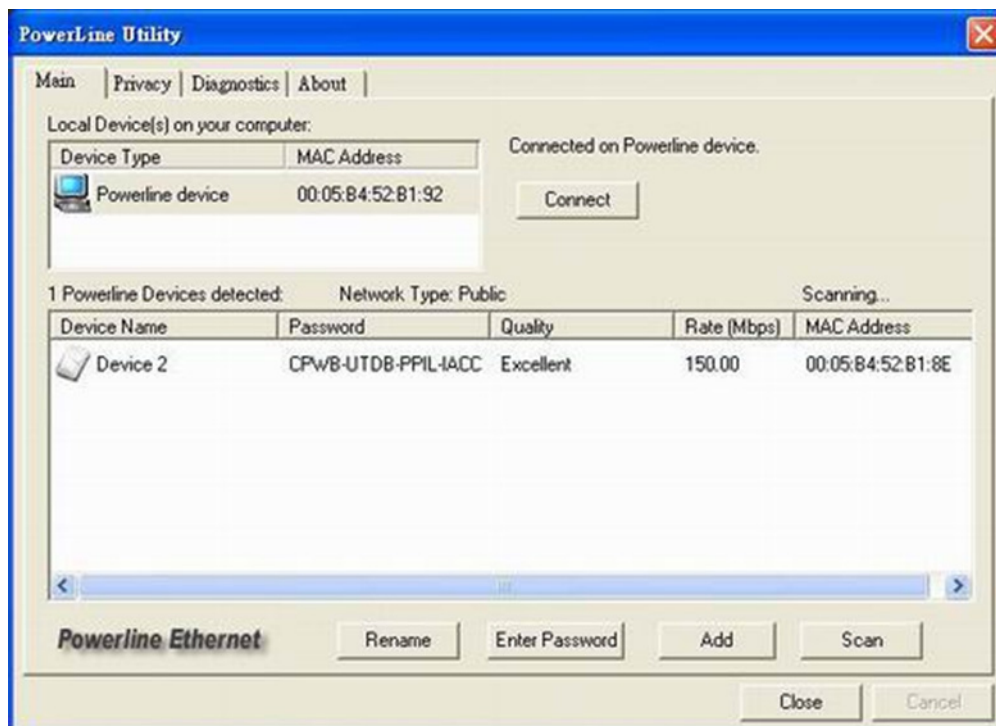 PowerLine Utility
Main Privacy Diagnostics About
Local Device(s) on your computer:
Device Type MAC Address
Powerline device 00:05:B4:52:B1:92
Connected on Powerline device.
Connect
1 Powerline Devices detected: Network Type: Public Scanning...
Device Name Password Quality Rate (Mbps) MAC Address
Device 2 CPWB-UTDB-PPIL-IACC Excellent 150.00 00:05:B4:52:B1:8E
Powerline Ethernet Rename Enter Password Add Scan
Close Cancel